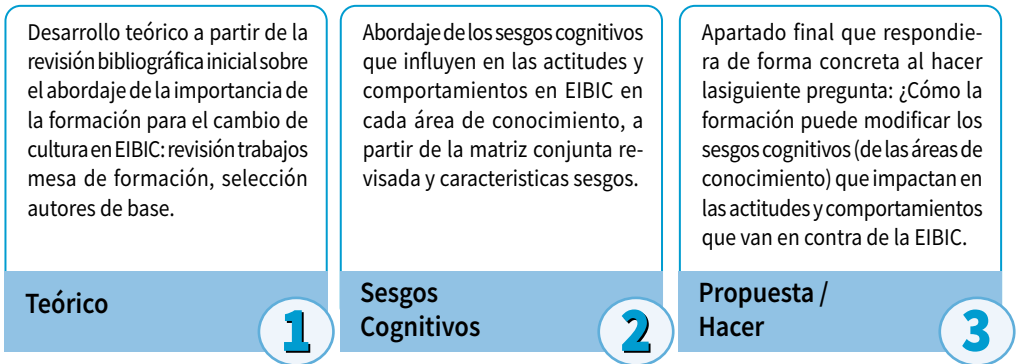 Desarrollo teórico a partir de la
revisión bibliográfica inicial sobre
el abordaje de la importancia de
la formación para el cambio de
cultura en EIBIC: revisión trabajos
mesa de formación, selección
autores de base.
Teórico
1
Abordaje de los sesgos cognitivos
que influyen en las actitudes y
comportamientos en EIBIC en
cada área de conocimiento, a
partir de la matriz conjunta re-
visada y caracteristicas sesgos.
Sesgos
Cognitivos
2
Apartado final que respondie-
ra de forma concreta al hacer
lasiguiente pregunta: ¿Cómo la
formación puede modificar los
sesgos cognitivos (de las áreas de
conocimiento) que impactan en
las actitudes y comportamientos
que van en contra de la EIBIC.
Propuesta /
Hacer
3